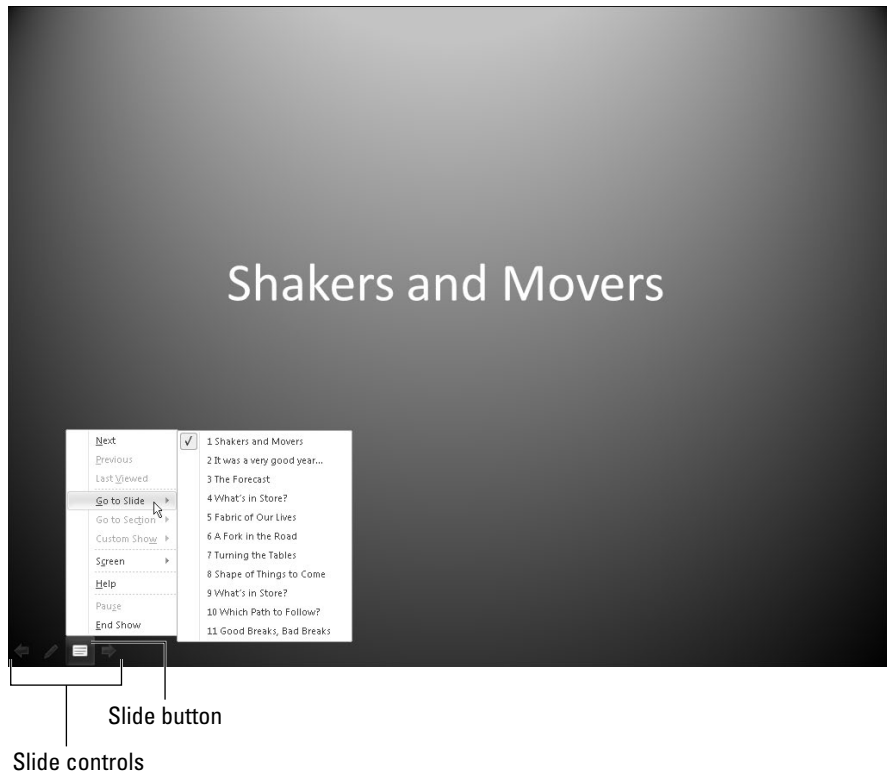 Shakers and Movers
Next
Previous
Last Viewed
Go to Slide
Go to Section
Custom Show
Screen
Help
Pause
End Show
1 Shakers and Movers
2 It was a very good year...
3 The Forecast
4 What's in Store?
5 Fabric of Our Lives
6 A Fork in the Road
7 Turning the Tables
8 Shape of Things to Come
9 What's in Store?
10 Which Path to Follow?
11 Good Breaks, Bad Breaks
Slide button
Slide controls